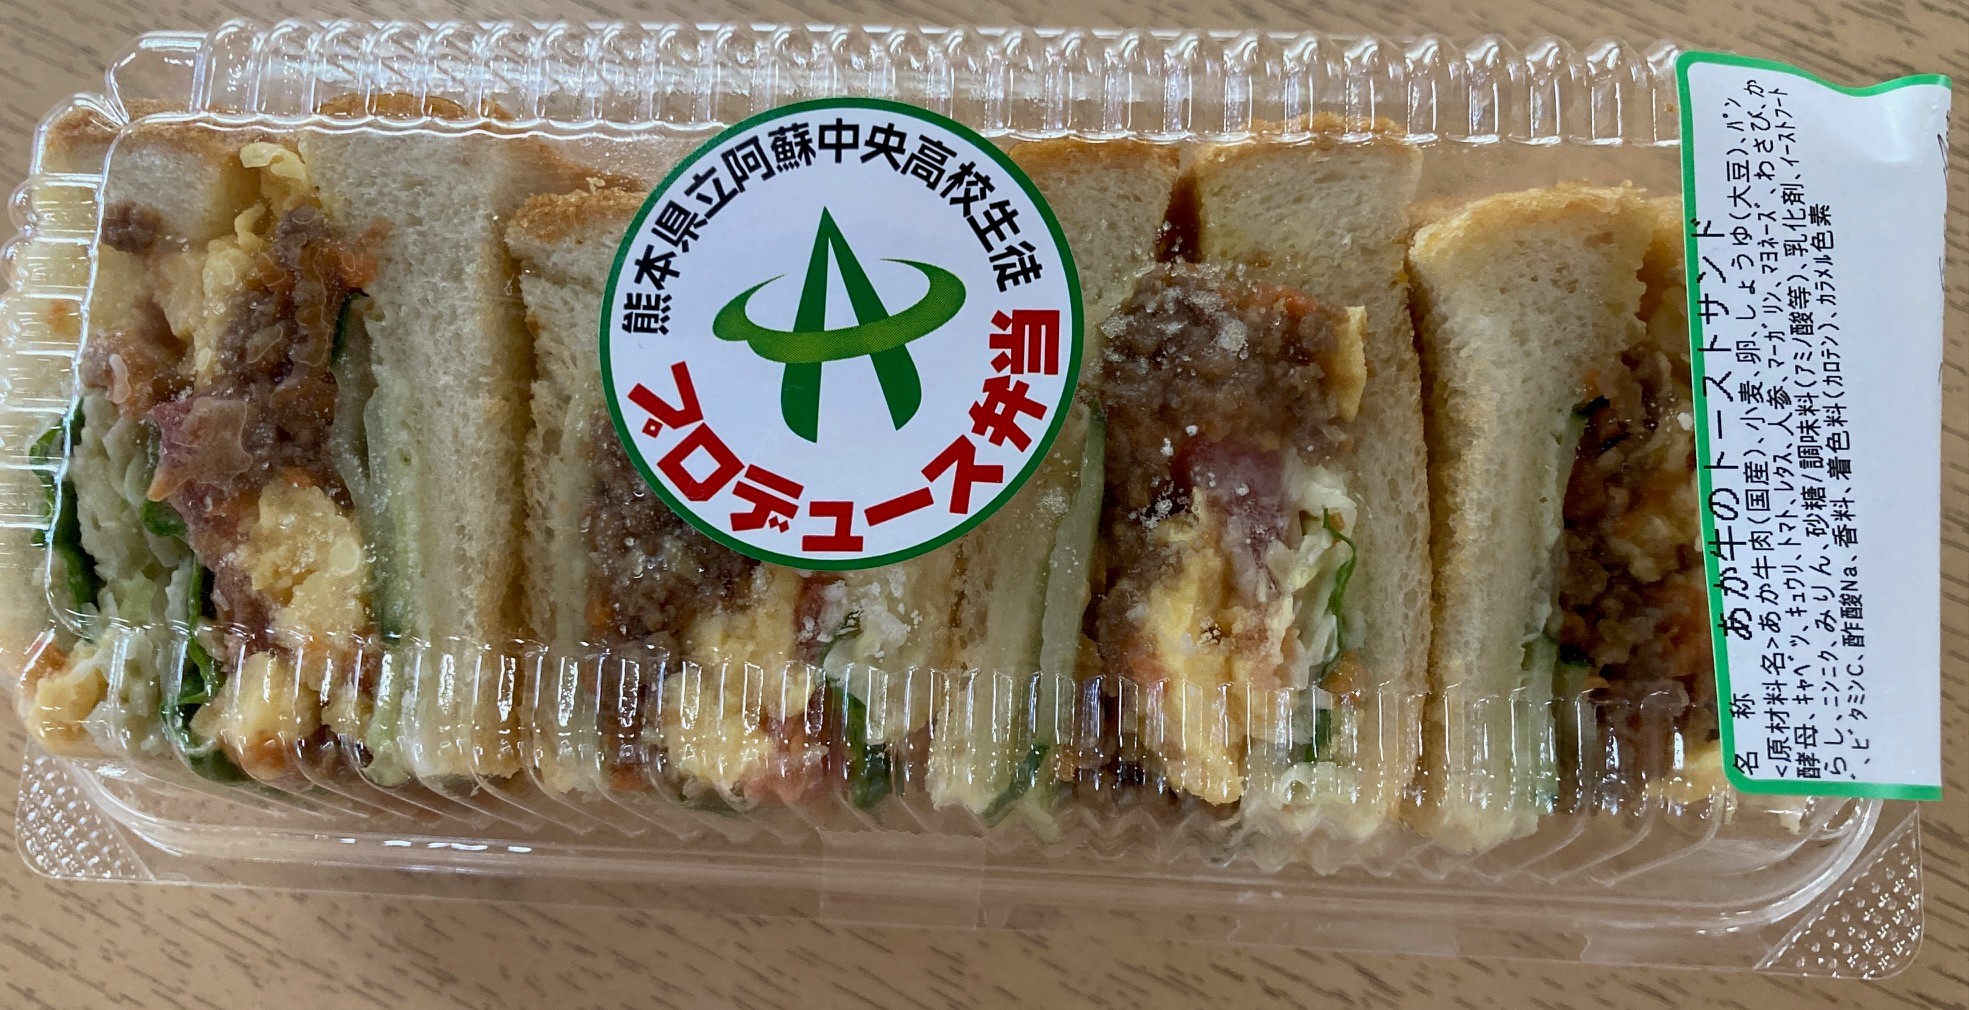 熊本県立阿蘇中央高校生徒
プロデュース弁当
名 称 あか牛のトーストサンド
<原材料名>あか牛肉(国産)、小麦、卵、しょうゆ(大豆)、パン
酵母、キャベツ、キュウリ、トマト、レタス、人参、マーガリン、マヨネーズ、わさび、か
らし、ニンニク、みりん、砂糖/調味料(アミノ酸等)、乳化剤、イーストフード
、ビタミンC、酢酸Na、香料、着色料(カロテン)、カラメル色素